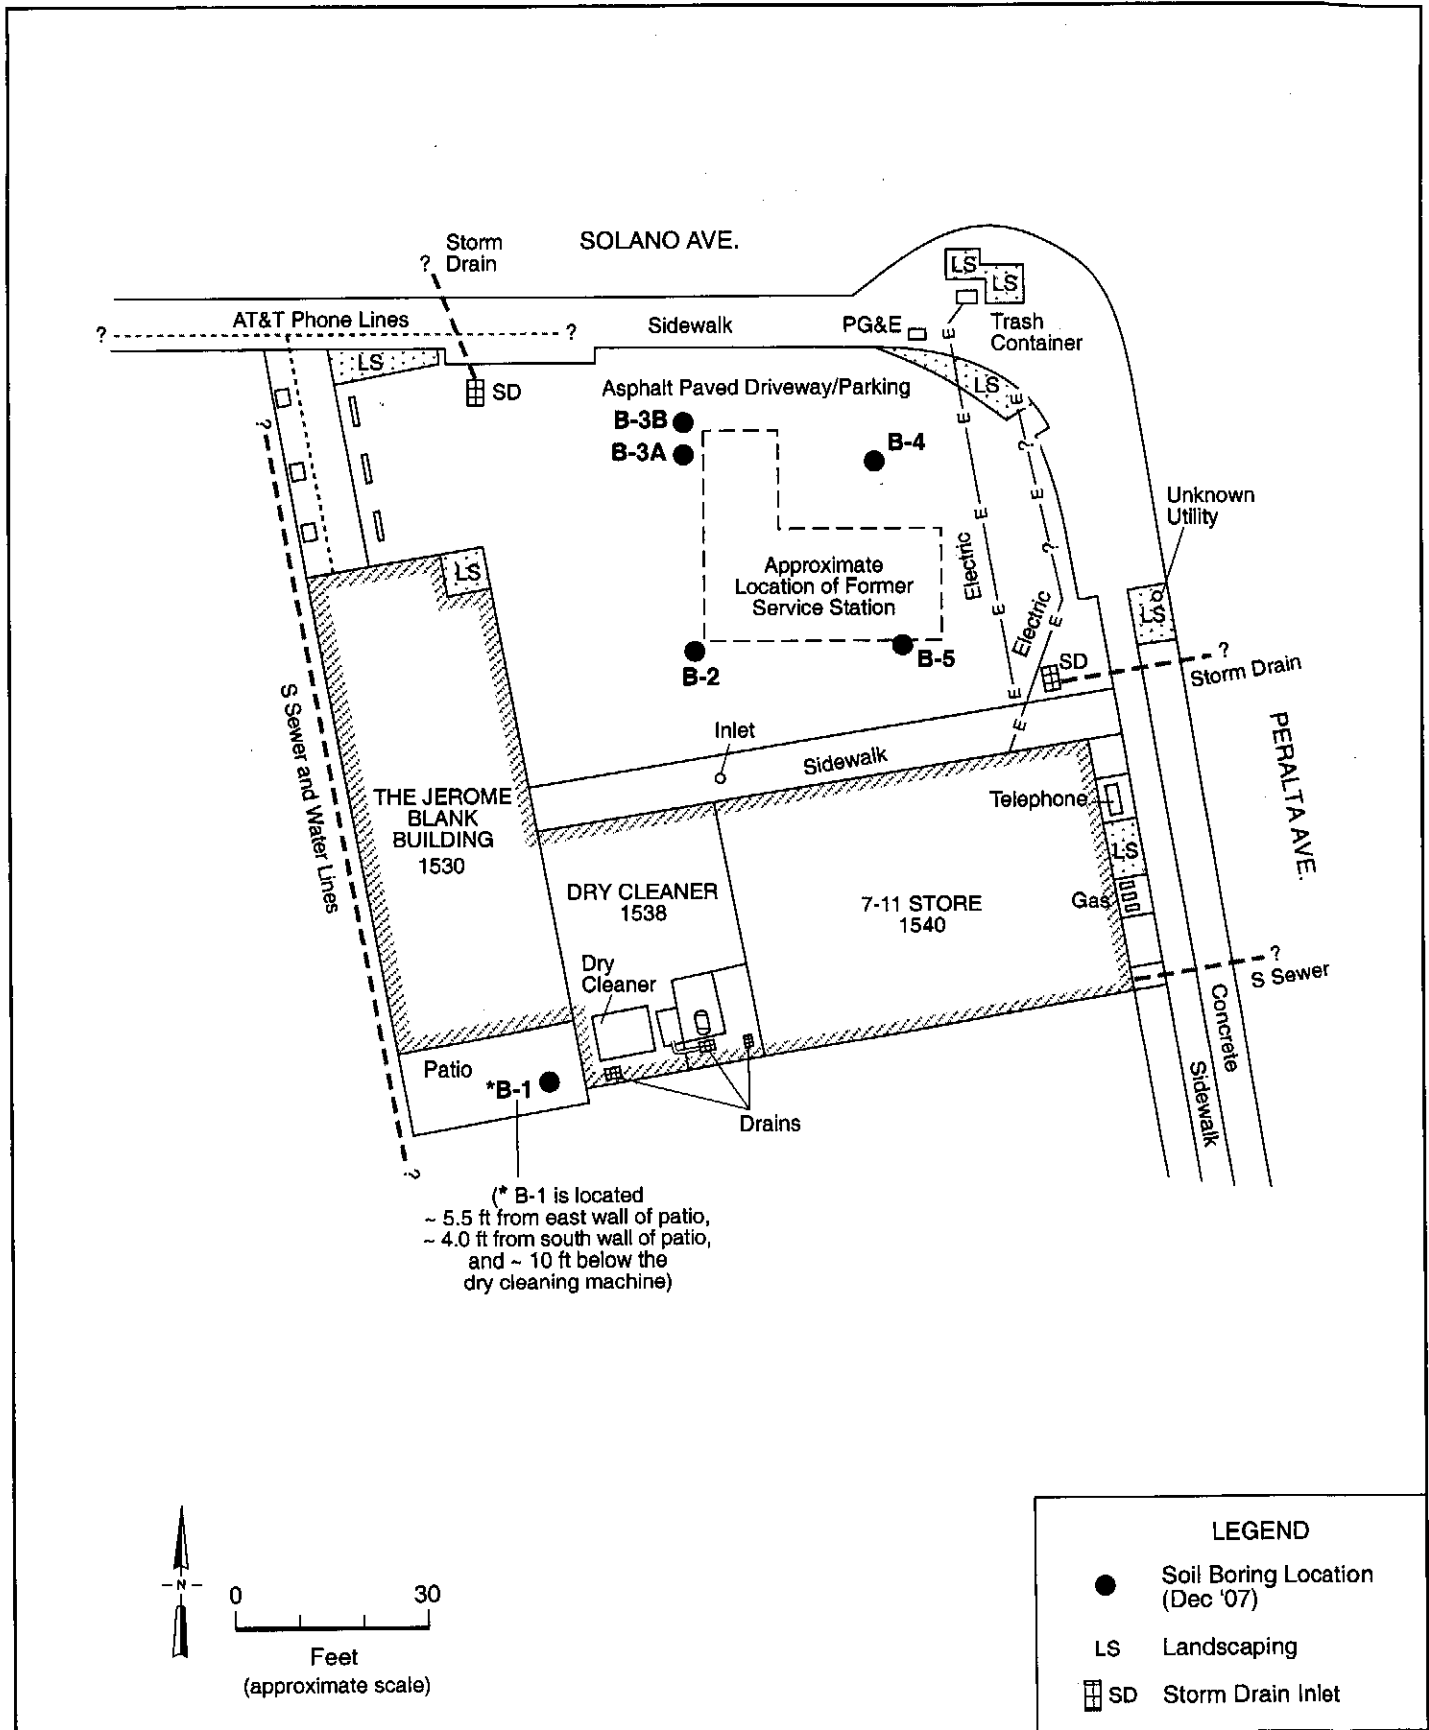 SOLANO AVE.
Storm
Drain
?
LS
LS
AT&T Phone Lines
?
?
Sidewalk
PG&E
Trash
Container
E
LS
SD
LS
Asphalt Paved Driveway/Parking
E
E
B-3B
B-3A
B-4
?
?
E
E
Unknown
Utility
Electric
?
LS
Approximate
Location of Former
Service Station
LS
E
E
Electric
B-2
B-5
SD
?
Storm Drain
E
E
S Sewer and Water Lines
Inlet
Sidewalk
PERALTA AVE.
THE JEROME
BLANK
BUILDING
1530
Telephone
LS
DRY CLEANER
1538
7-11 STORE
1540
Gas
Dry
Cleaner
?
S Sewer
Concrete
Sidewalk
Patio
*B-1
Drains
?
(* B-1 is located
~ 5.5 ft from east wall of patio,
~ 4.0 ft from south wall of patio,
and ~ 10 ft below the
dry cleaning machine)
N
0
30
Feet
(approximate scale)
LEGEND
Soil Boring Location
(Dec '07)
LS
Landscaping
SD
Storm Drain Inlet